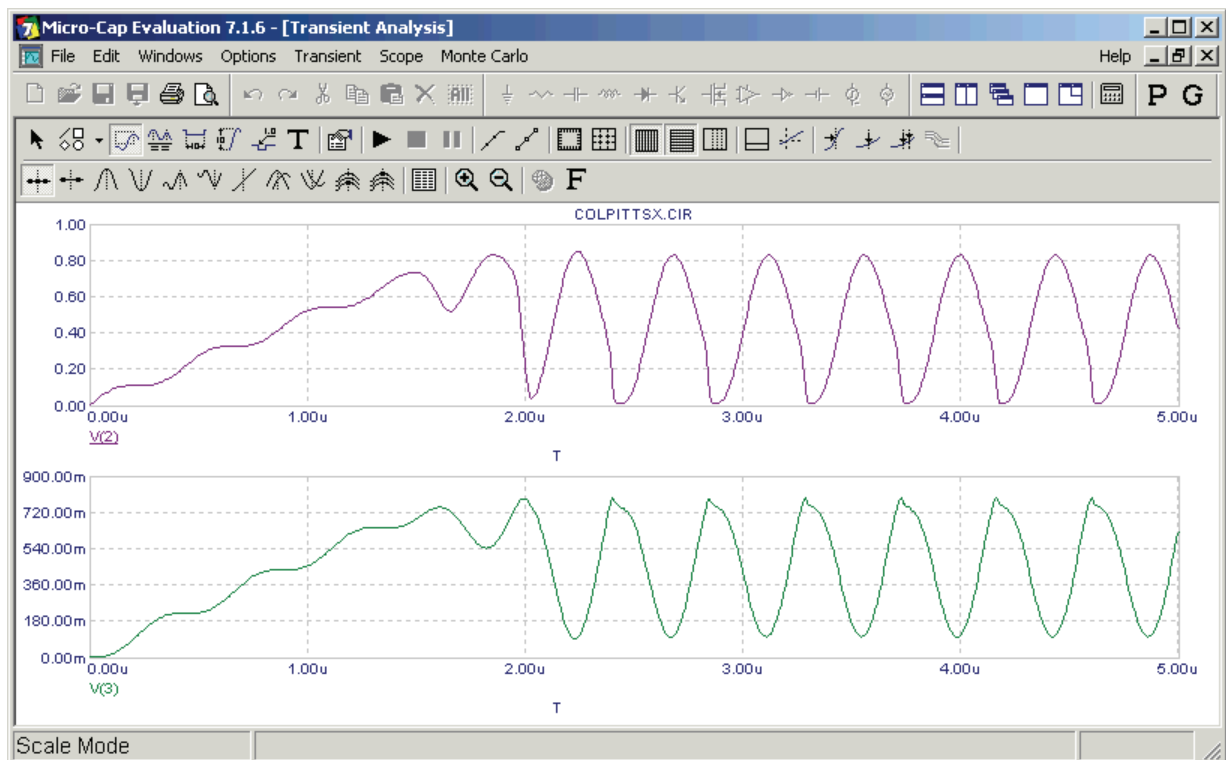 Micro-Cap Evaluation 7.1.6 - [Transient Analysis]
File Edit Windows Options Transient Scope Monte Carlo Help
P G
T
F
COLPITTSX.CIR
1.00
0.80
0.60
0.40
0.20
0.00
0.00u 1.00u 2.00u 3.00u 4.00u 5.00u
V(2)
T
900.00m
720.00m
540.00m
360.00m
180.00m
0.00m
0.00u 1.00u 2.00u 3.00u 4.00u 5.00u
V(3)
T
Scale Mode